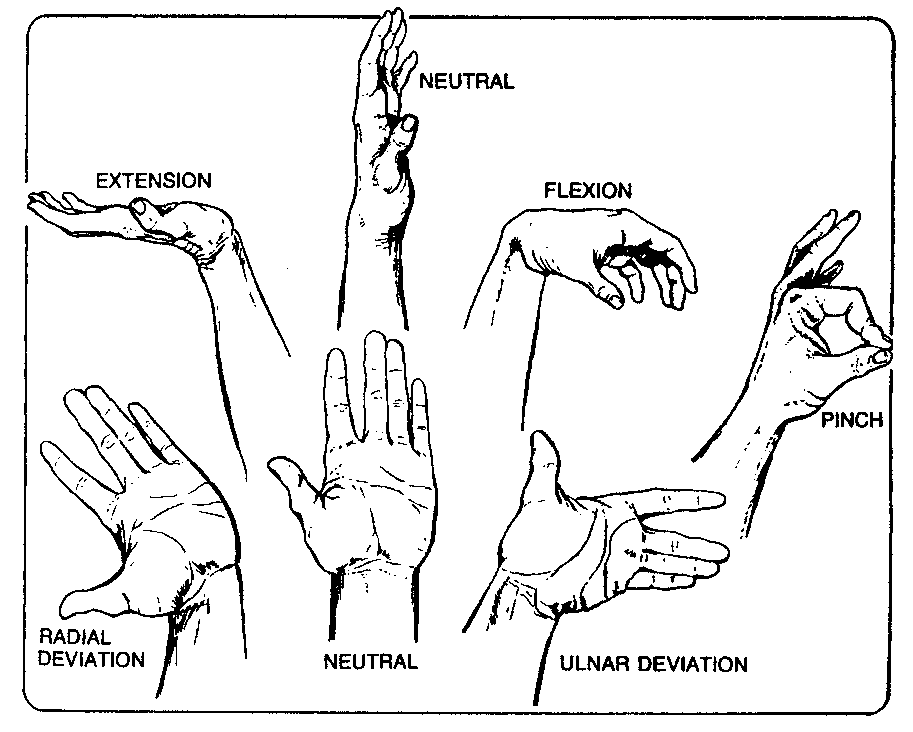 NEUTRAL
EXTENSION
FLEXION
PINCH
RADIAL
DEVIATION
NEUTRAL
ULNAR DEVIATION